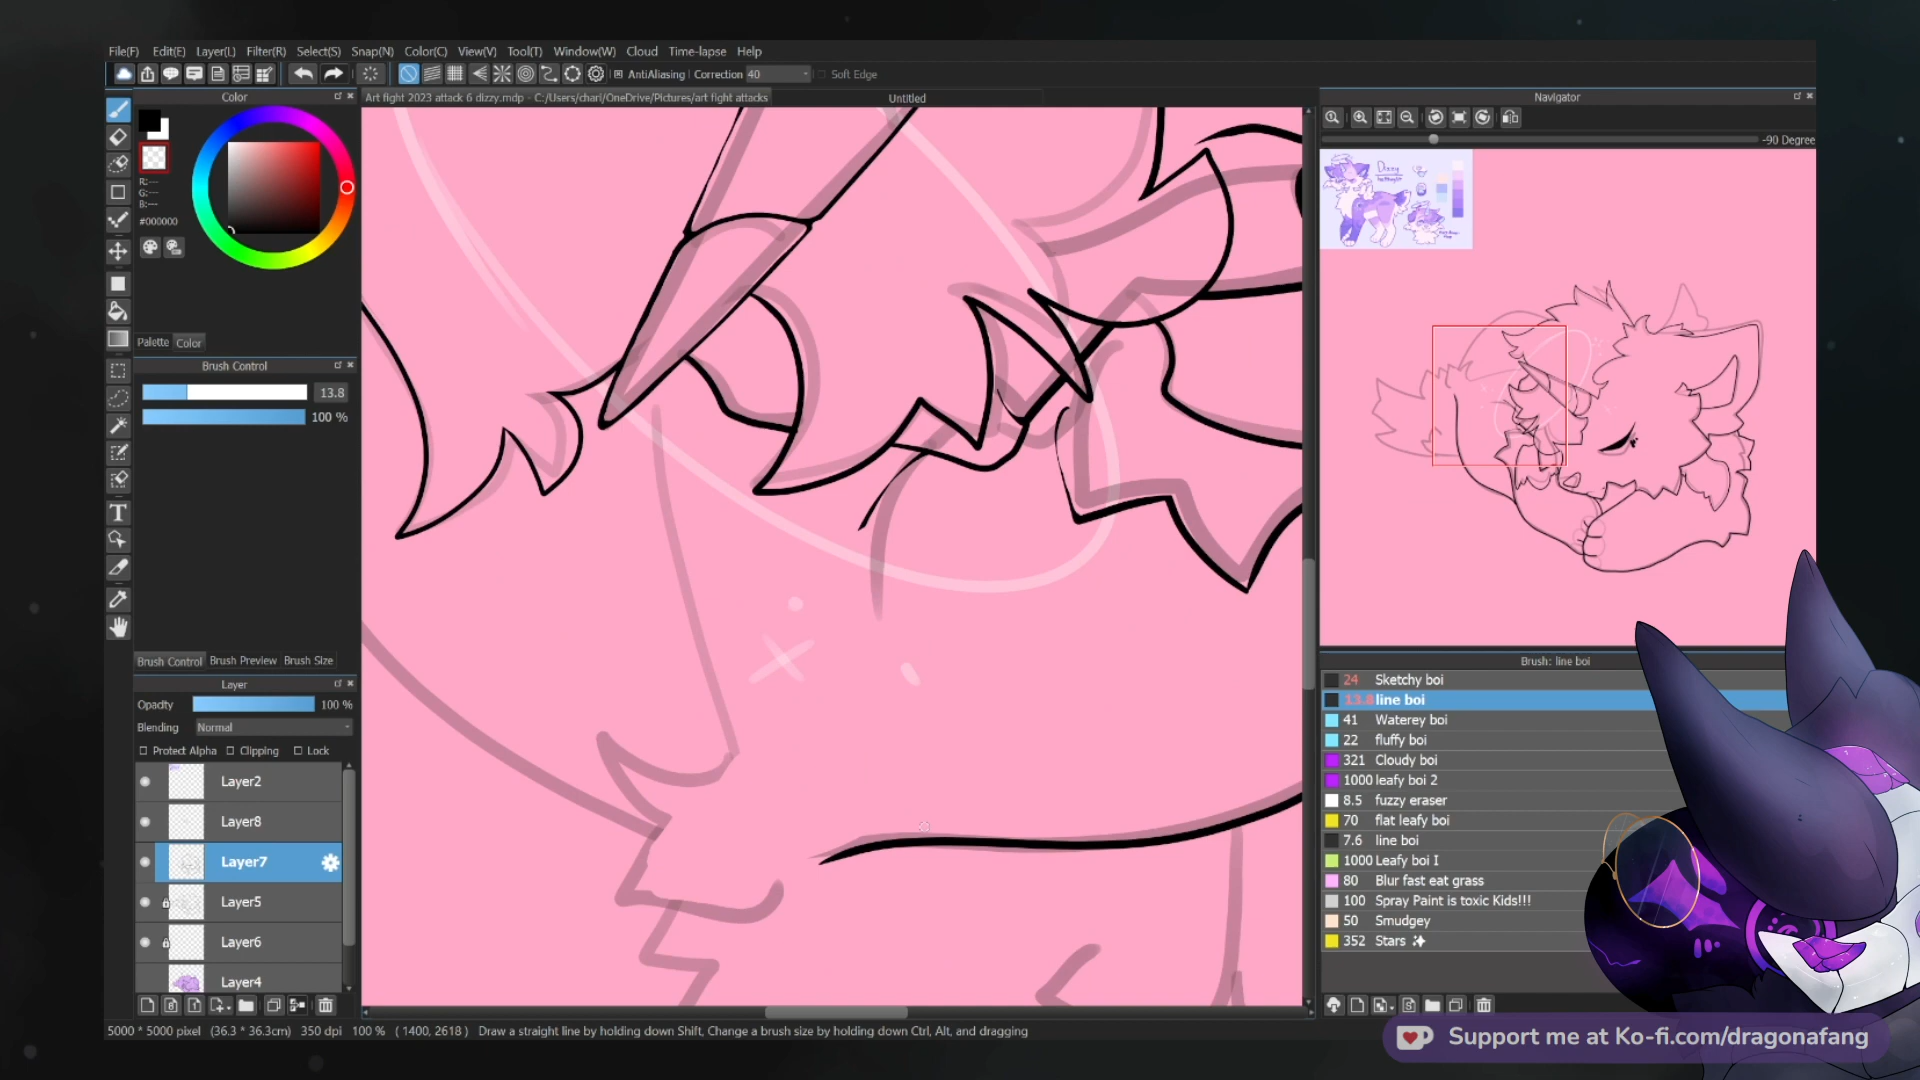 File(F) Edit(E) Layer(L) Filter(R) Select(S) Snap(N) Color(C) View(V) Tool(T) Window(W) Cloud Time-lapse Help
AntiAliasing Correction 40 Soft Edge
Color
Art fight 2023 attack 6 dizzy.mdp - C:/Users/chari/OneDrive/Pictures/art fight attacks
Untitled
Navigator
-90 Degree
R:---
G:---
B:---
#000000
Dizzy
Palette Color
Brush Control
13.8
100 %
Brush Control Brush Preview Brush Size
Layer
Opacity 100 %
Blending Normal
Protect Alpha Clipping Lock
Layer2
Layer8
Layer7
Layer5
Layer6
Layer4
Brush: line boi
24 Sketchy boi
13.8 line boi
41 Waterey boi
22 fluffy boi
321 Cloudy boi
1000 leafy boi 2
8.5 fuzzy eraser
70 flat leafy boi
7.6 line boi
1000 Leafy boi I
80 Blur fast eat grass
100 Spray Paint is toxic Kids!!!
50 Smudgey
352 Stars ✨
5000 * 5000 pixel (36.3 * 36.3cm) 350 dpi 100 % ( 1400, 2618 ) Draw a straight line by holding down Shift, Change a brush size by holding down Ctrl, Alt, and dragging
Support me at Ko-fi.com/dragonafang